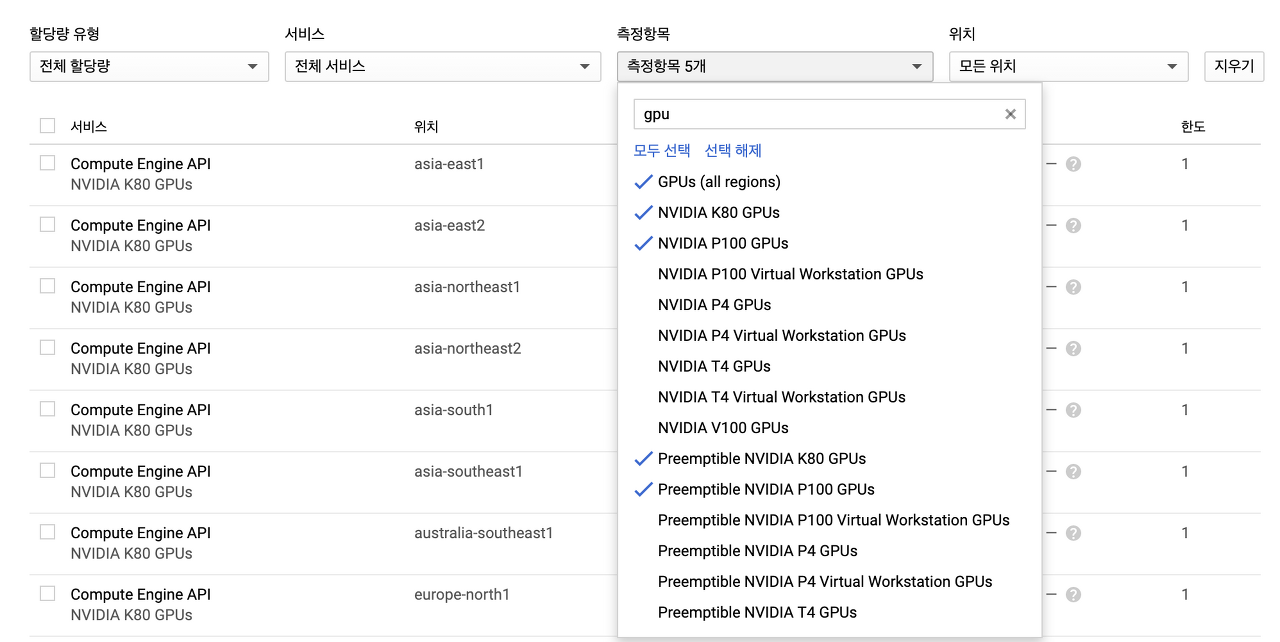 할당량 유형
서비스
측정항목
위치
전체 할당량
전체 서비스
측정항목 5개
모든 위치
지우기
gpu
모두 선택 선택 해제
GPUs (all regions)
NVIDIA K80 GPUs
NVIDIA P100 GPUs
NVIDIA P100 Virtual Workstation GPUs
NVIDIA P4 GPUs
NVIDIA P4 Virtual Workstation GPUs
NVIDIA T4 GPUs
NVIDIA T4 Virtual Workstation GPUs
NVIDIA V100 GPUs
Preemptible NVIDIA K80 GPUs
Preemptible NVIDIA P100 GPUs
Preemptible NVIDIA P100 Virtual Workstation GPUs
Preemptible NVIDIA P4 GPUs
Preemptible NVIDIA P4 Virtual Workstation GPUs
Preemptible NVIDIA T4 GPUs
서비스 위치 한도
Compute Engine API asia-east1 — ? 1
NVIDIA K80 GPUs
Compute Engine API asia-east2 — ? 1
NVIDIA K80 GPUs
Compute Engine API asia-northeast1 — ? 1
NVIDIA K80 GPUs
Compute Engine API asia-northeast2 — ? 1
NVIDIA K80 GPUs
Compute Engine API asia-south1 — ? 1
NVIDIA K80 GPUs
Compute Engine API asia-southeast1 — ? 1
NVIDIA K80 GPUs
Compute Engine API australia-southeast1 — ? 1
NVIDIA K80 GPUs
Compute Engine API europe-north1 — ? 1
NVIDIA K80 GPUs